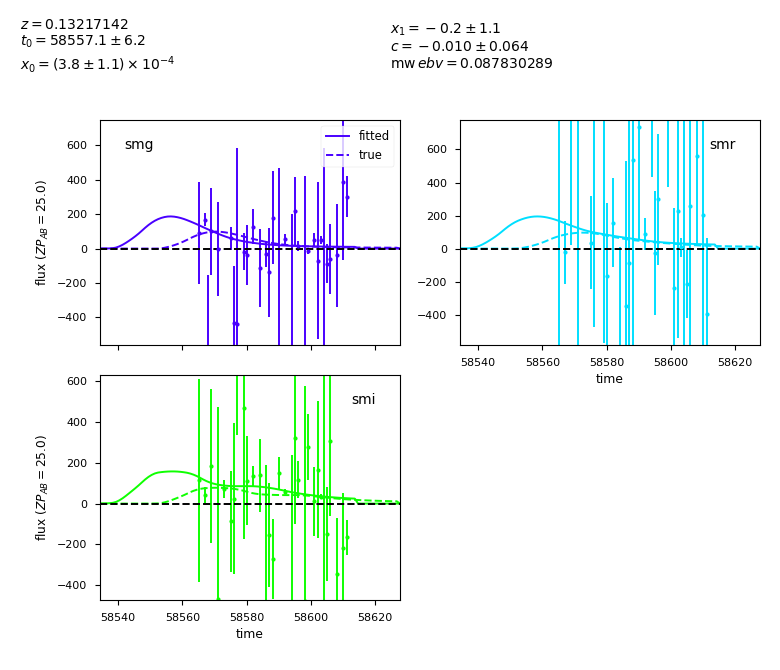 z = 0.13217142
t₀ = 58557.1 ± 6.2
x₀ = (3.8 ± 1.1) × 10⁻⁴
x₁ = −0.2 ± 1.1
c = −0.010 ± 0.064
mw ebv = 0.087830289
smg
fitted
true
flux (ZP_AB = 25.0)
600
400
200
0
−200
−400
smr
600
400
200
0
−200
−400
58540 58560 58580 58600 58620
time
smi
flux (ZP_AB = 25.0)
600
400
200
0
−200
−400
58540 58560 58580 58600 58620
time